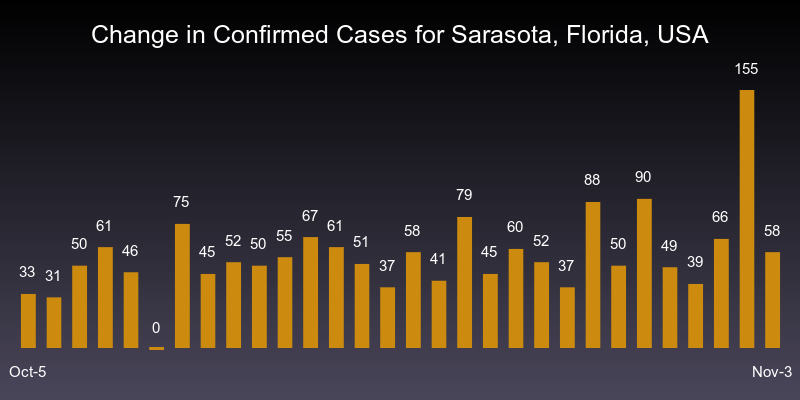 Change in Confirmed Cases for Sarasota, Florida, USA
155
88 90
75 79
61 67 61 66
50 46 45 52 50 55 51 58 41 45 60 52 50 49 58
33 31 37 37 39
0
Oct-5 Nov-3